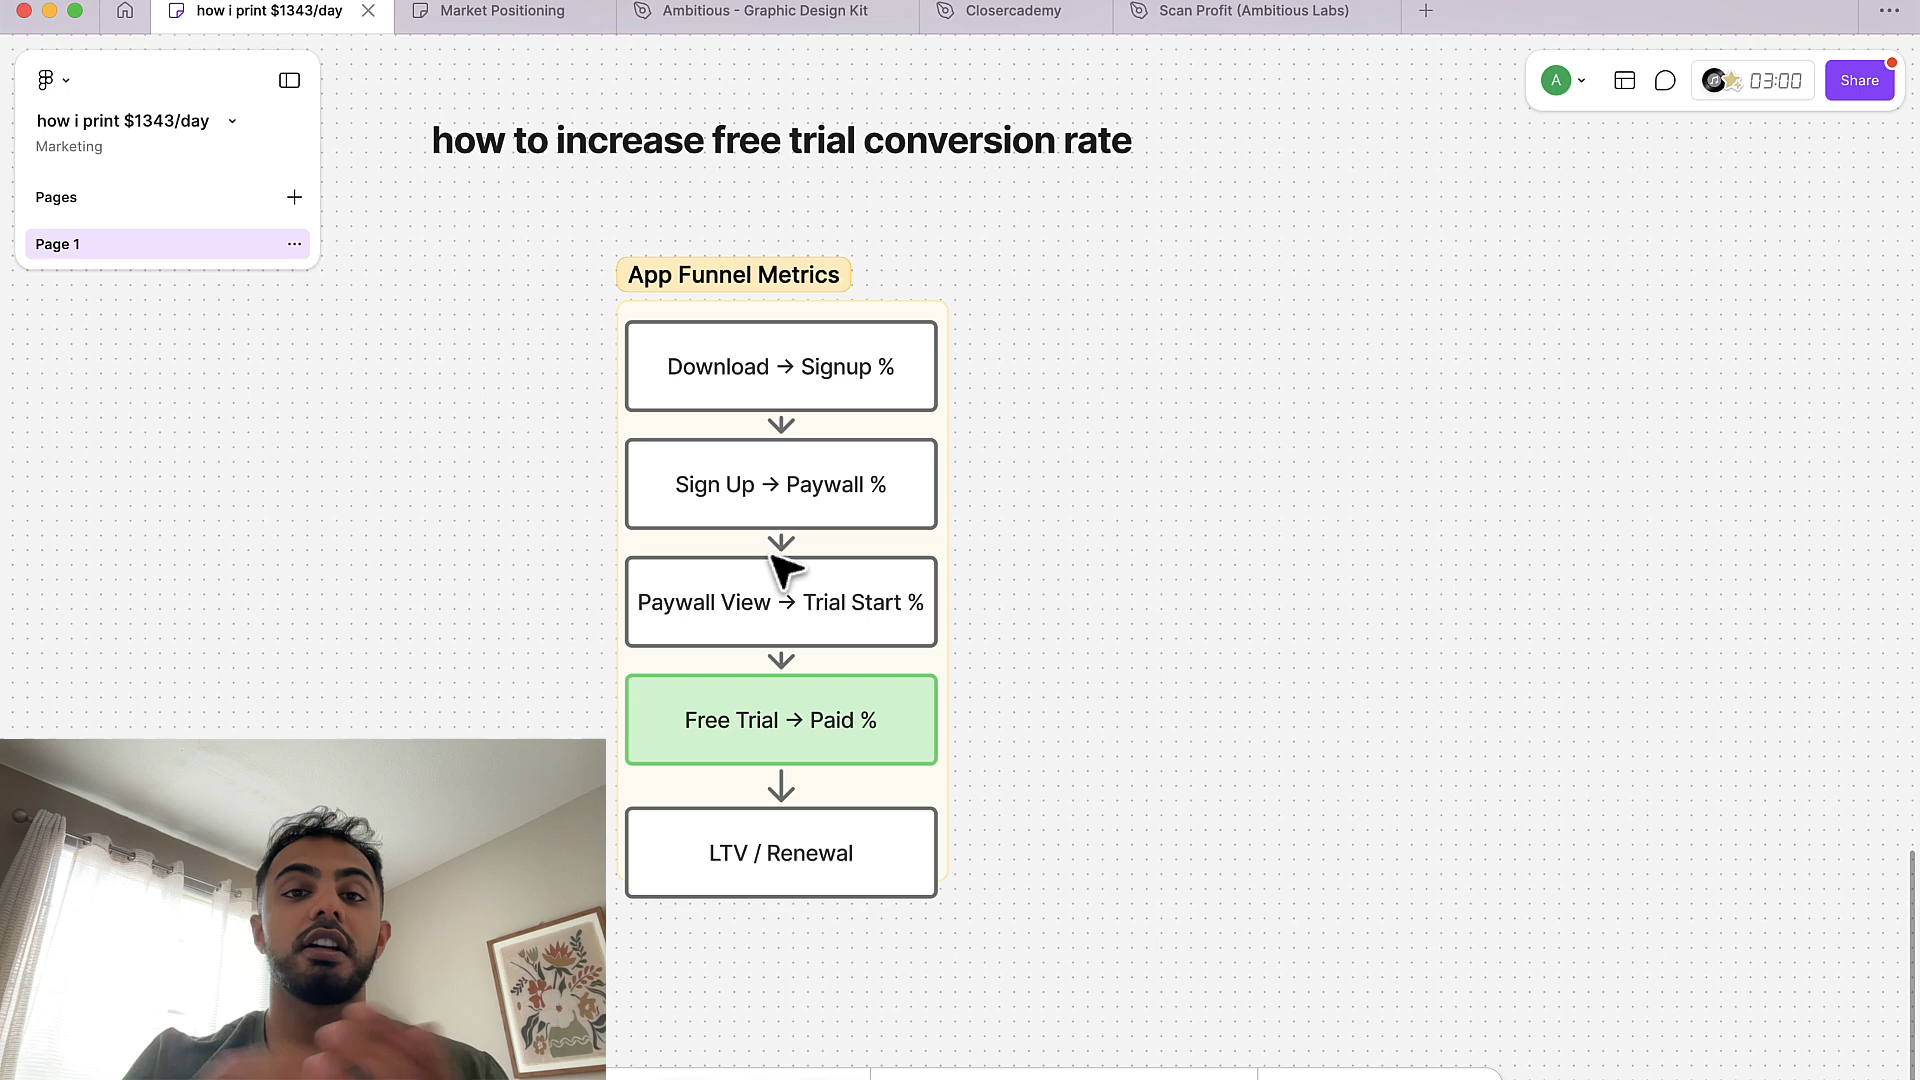 how i print $1343/day
Market Positioning
Ambitious - Graphic Design Kit
Closercademy
Scan Profit (Ambitious Labs)
how i print $1343/day
Marketing
Pages
Page 1
A
03:00
Share
how to increase free trial conversion rate
App Funnel Metrics
Download → Signup %
Sign Up → Paywall %
Paywall View → Trial Start %
Free Trial → Paid %
LTV / Renewal